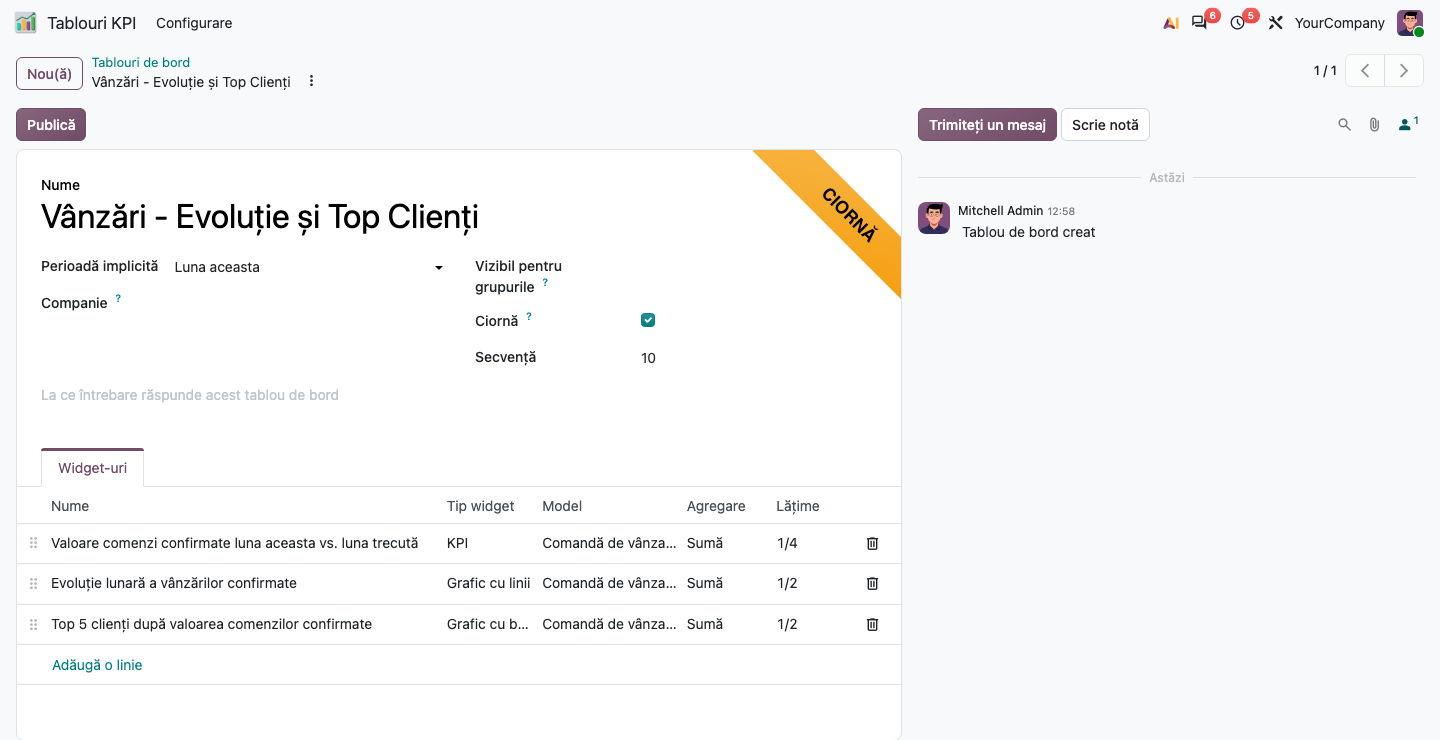 Tablouri KPI
Configurare
AI
6
5
YourCompany
Nou(ă)
Tablouri de bord
Vânzări - Evoluție și Top Clienți
1 / 1
Publică
Trimiteți un mesaj
Scrie notă
1
CIORNĂ
Nume
Vânzări - Evoluție și Top Clienți
Perioadă implicită
Luna aceasta
Companie ?
Vizibil pentru
grupurile ?
Ciornă ?
Secvență
10
La ce întrebare răspunde acest tablou de bord
Astăzi
Mitchell Admin 12:58
Tablou de bord creat
Widget-uri
Nume Tip widget Model Agregare Lățime
Valoare comenzi confirmate luna aceasta vs. luna trecută KPI Comandă de vânza... Sumă 1/4
Evoluție lunară a vânzărilor confirmate Grafic cu linii Comandă de vânza... Sumă 1/2
Top 5 clienți după valoarea comenzilor confirmate Grafic cu b... Comandă de vânza... Sumă 1/2
Adăugă o linie